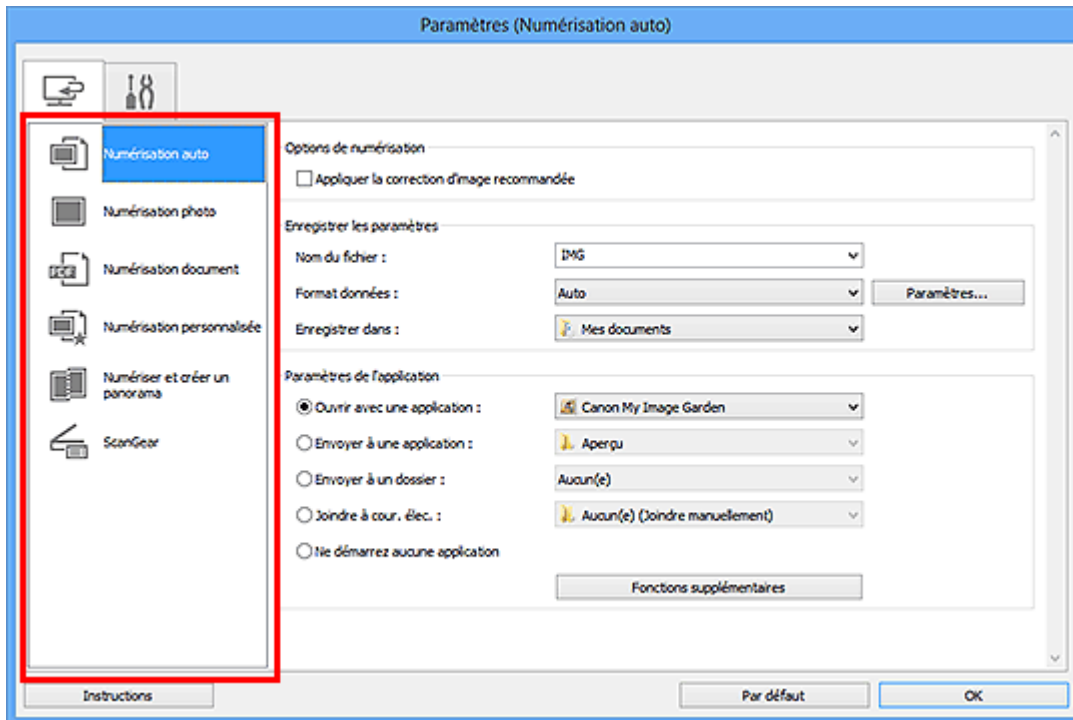 Paramètres (Numérisation auto)
Numérisation auto
Numérisation photo
Numérisation document
Numérisation personnalisée
Numériser et créer un
panorama
ScanGear
Options de numérisation
Appliquer la correction d'image recommandée
Enregistrer les paramètres
Nom du fichier : IMG
Format données : Auto Paramètres...
Enregistrer dans : Mes documents
Paramètres de l'application
Ouvrir avec une application : Canon My Image Garden
Envoyer à une application : Aperçu
Envoyer à un dossier : Aucun(e)
Joindre à cour. élec. : Aucun(e) (Joindre manuellement)
Ne démarrez aucune application
Fonctions supplémentaires
Instructions Par défaut OK